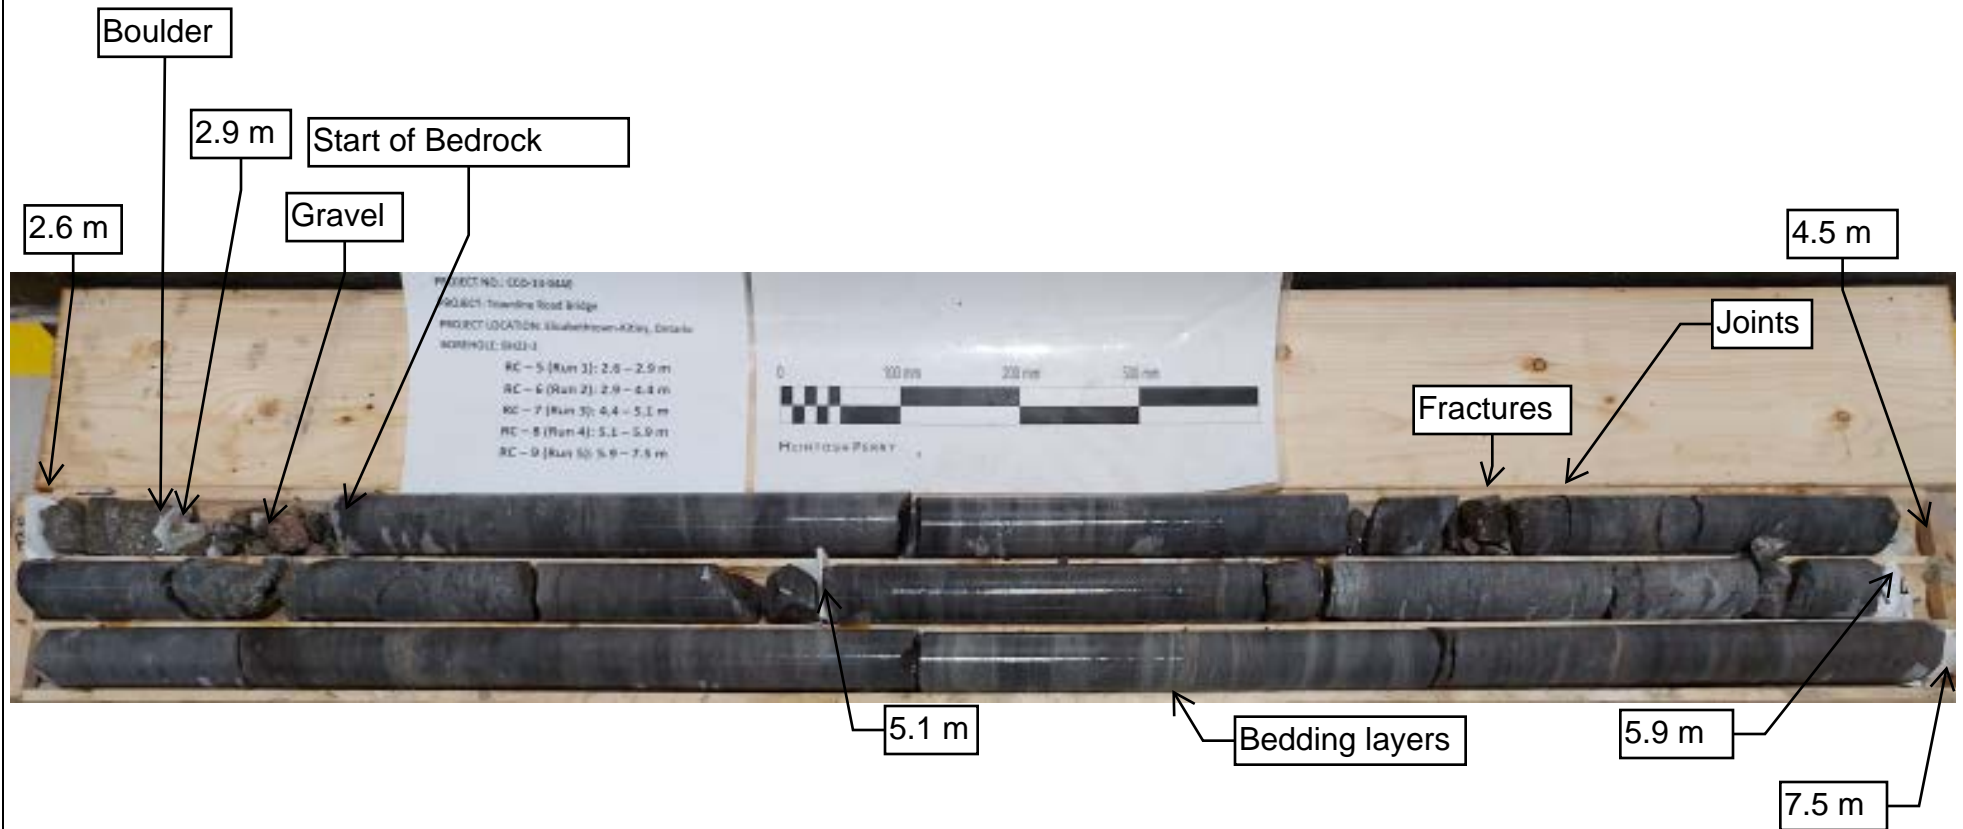 Boulder
2.9 m
Start of Bedrock
Gravel
2.6 m
4.5 m
Joints
Fractures
PROJECT: Townline Road Bridge
PROJECT LOCATION: Elizabethtown-Kitley, Ontario
RC – 5 (Run 1): 2.6 – 2.9 m
RC – 6 (Run 2): 2.9 – 4.4 m
RC – 7 (Run 3): 4.4 – 5.1 m
RC – 8 (Run 4): 5.1 – 5.9 m
RC – 9 (Run 5): 5.9 – 7.5 m
0 100 mm 200 mm 500 mm
MCINTOSH PERRY
5.1 m
Bedding layers
5.9 m
7.5 m